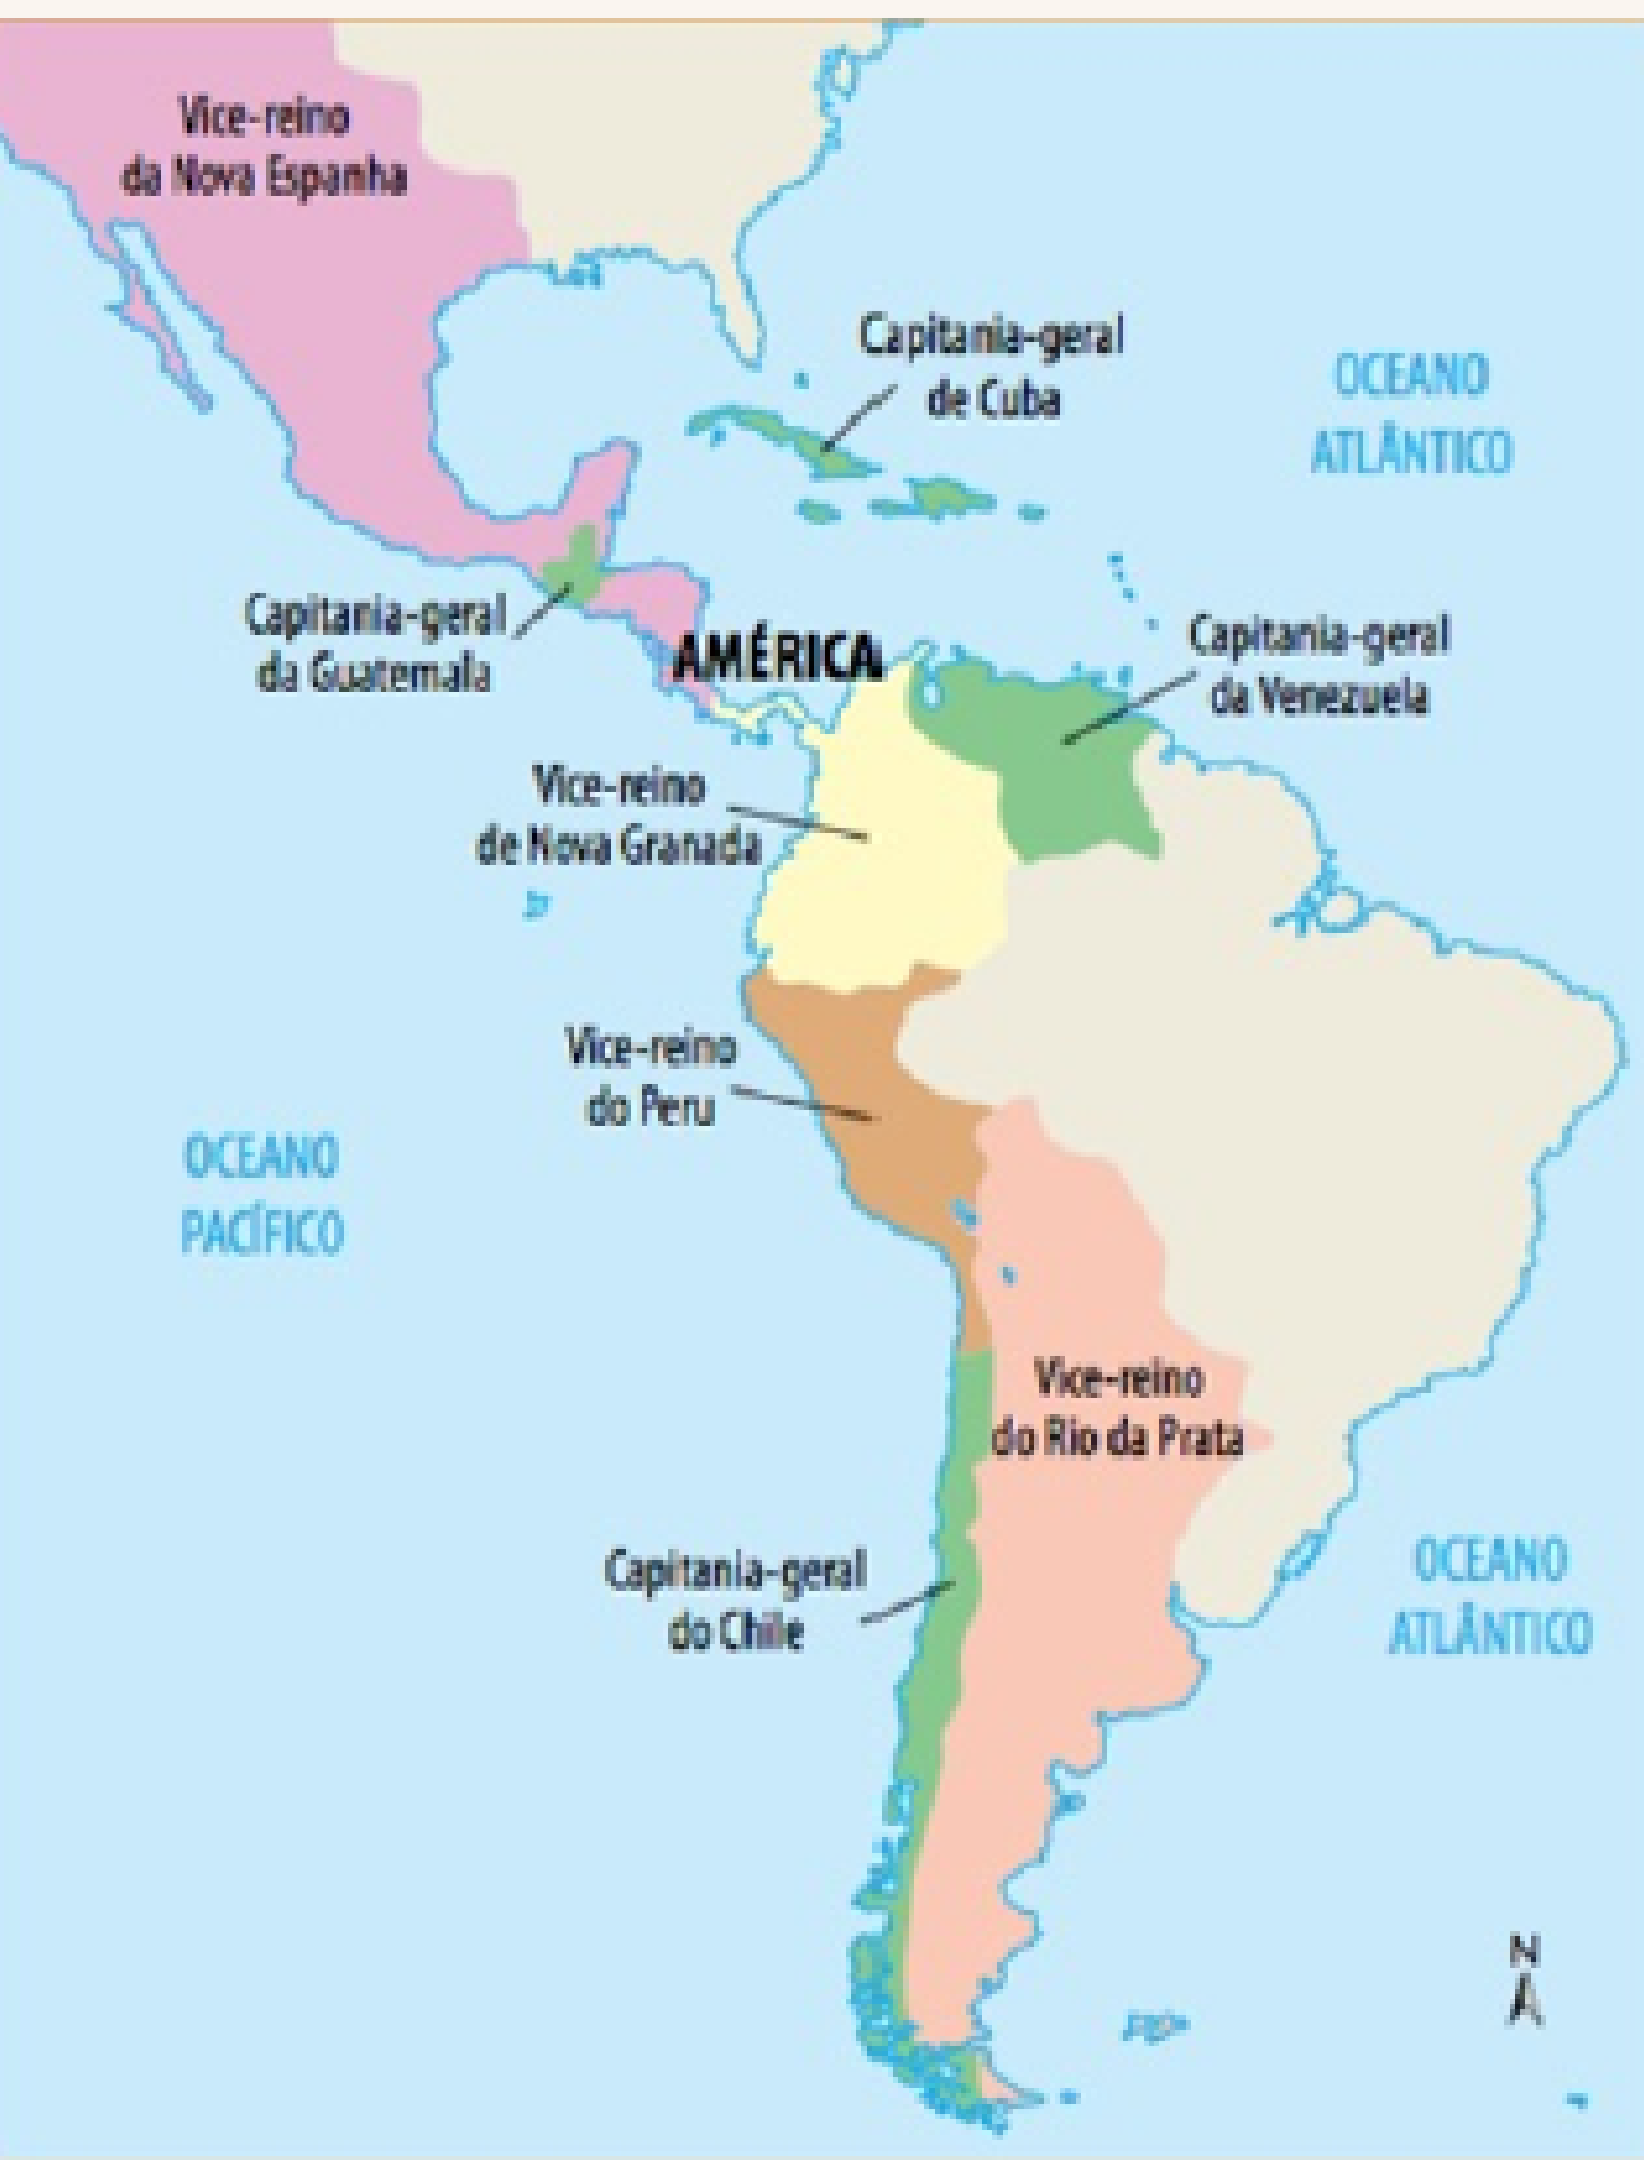 Vice-reino
da Nova Espanha
Capitania-geral
de Cuba
OCEANO
ATLÂNTICO
Capitania-geral
da Guatemala
AMÉRICA
Capitania-geral
da Venezuela
Vice-reino
de Nova Granada
Vice-reino
do Peru
OCEANO
PACÍFICO
Vice-reino
do Rio da Prata
Capitania-geral
do Chile
OCEANO
ATLÂNTICO
N